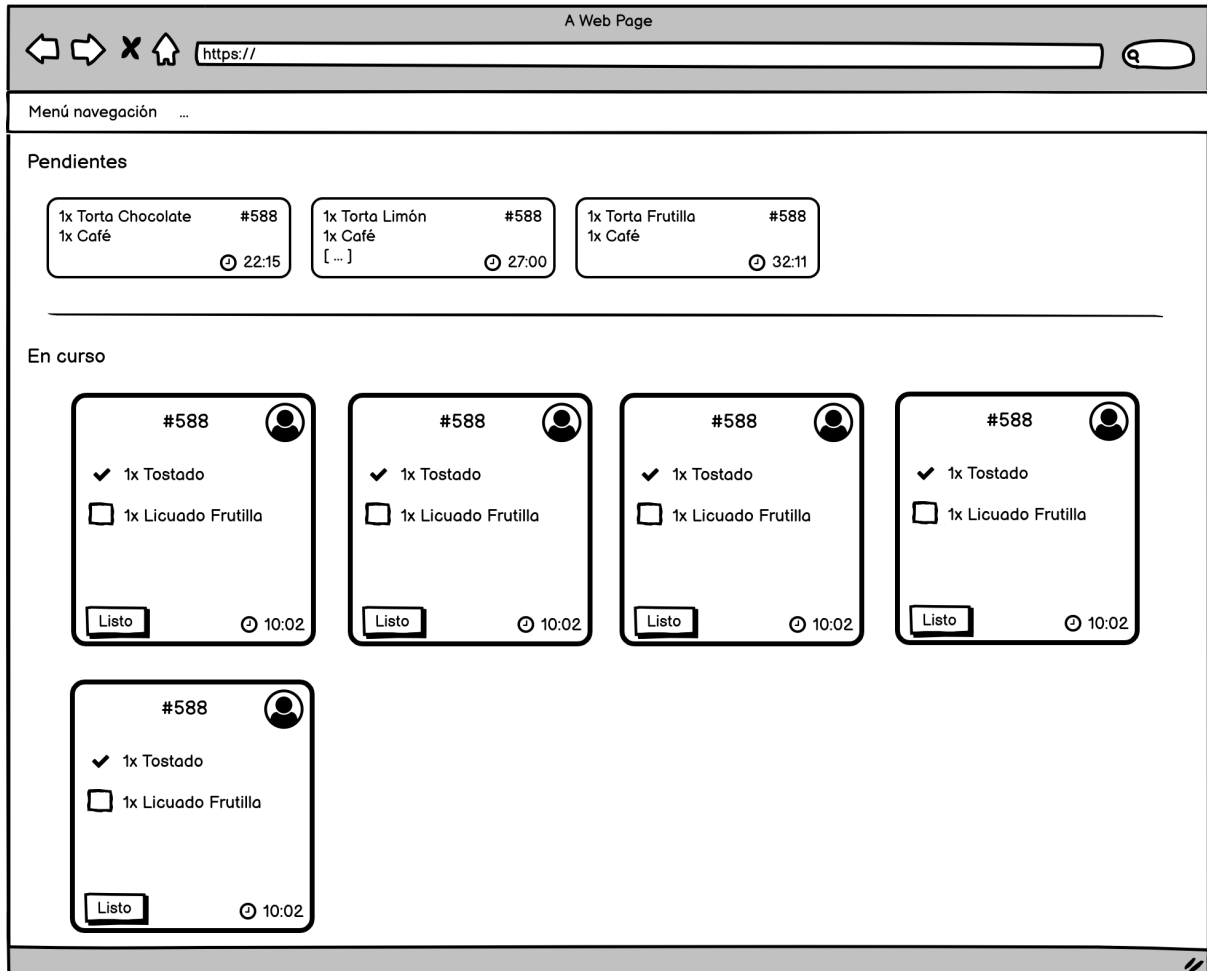 A Web Page
https://
Menú navegación ...
Pendientes
1x Torta Chocolate #588
1x Café
22:15
1x Torta Limón #588
1x Café
[ ... ]
27:00
1x Torta Frutilla #588
1x Café
32:11
En curso
#588
1x Tostado
1x Licuado Frutilla
Listo 10:02
#588
1x Tostado
1x Licuado Frutilla
Listo 10:02
#588
1x Tostado
1x Licuado Frutilla
Listo 10:02
#588
1x Tostado
1x Licuado Frutilla
Listo 10:02
#588
1x Tostado
1x Licuado Frutilla
Listo 10:02